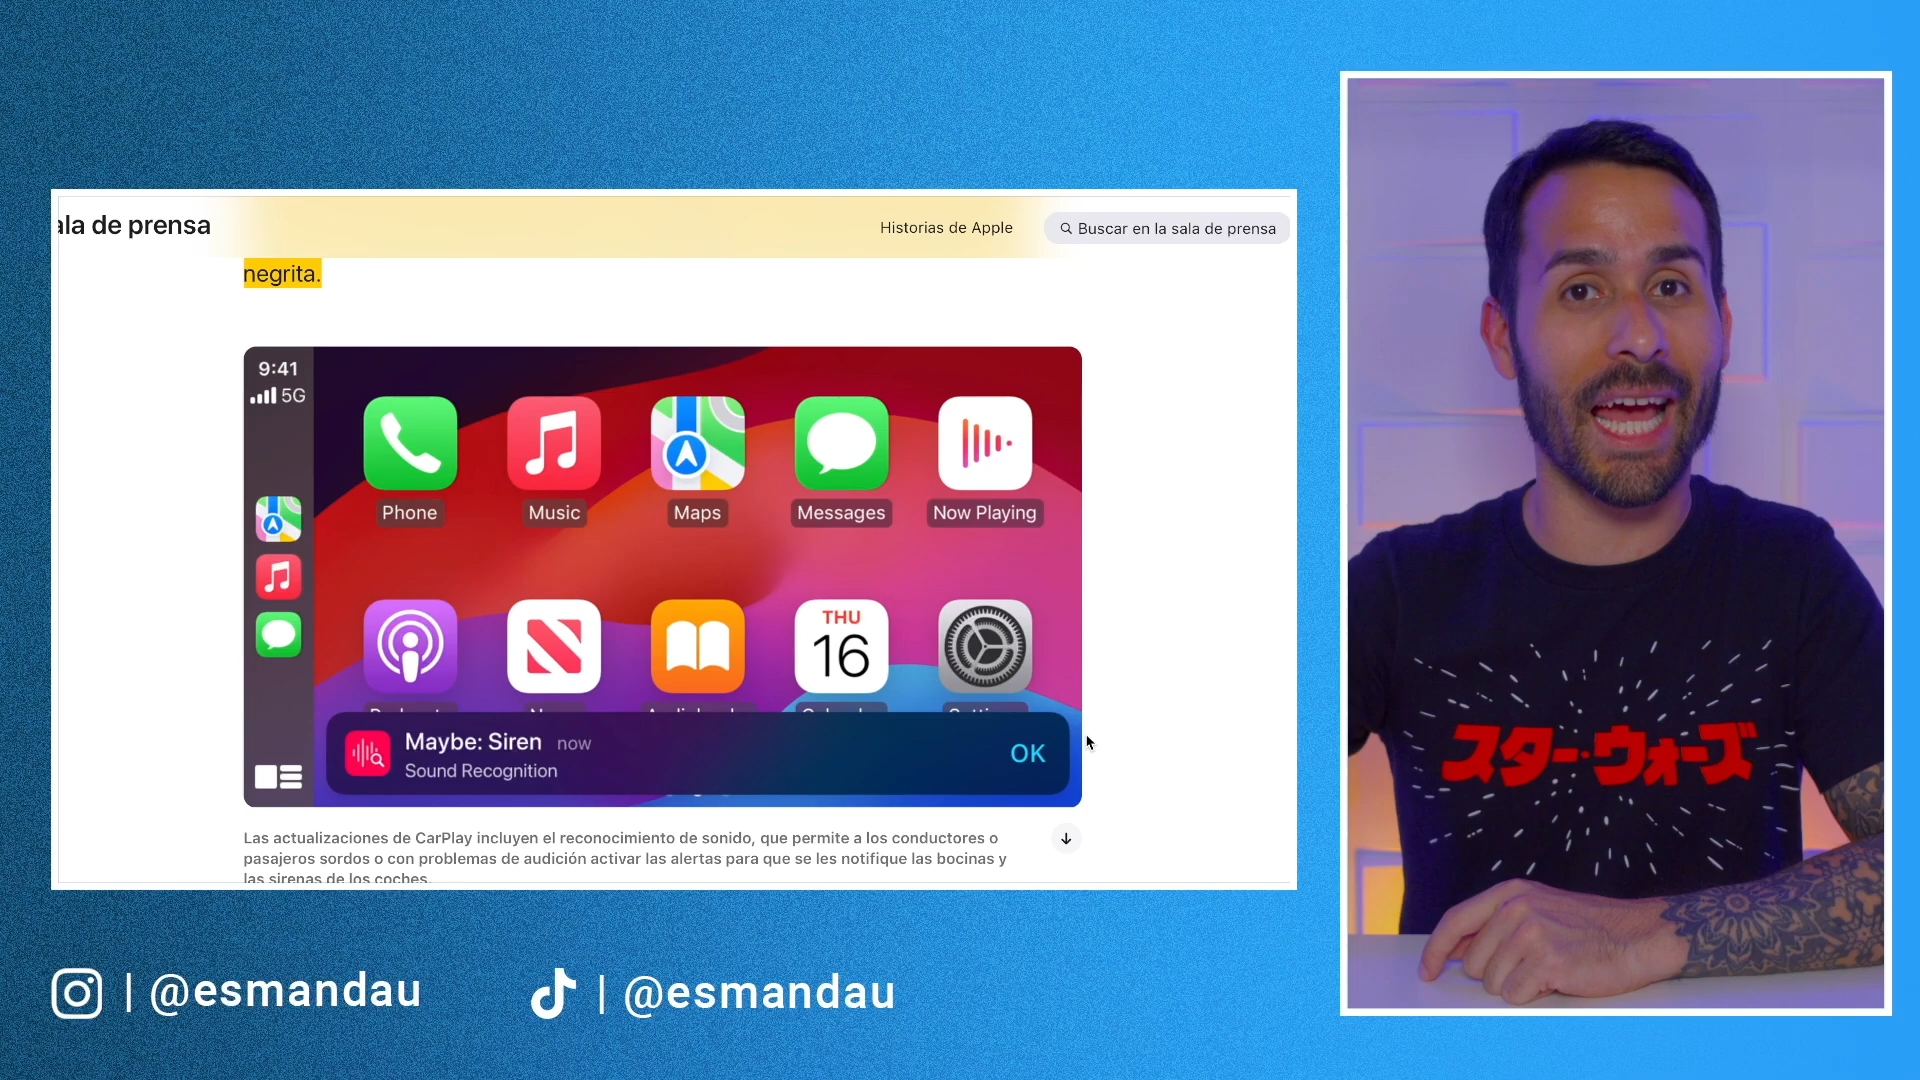 ala de prensa
Historias de Apple
Buscar en la sala de prensa
negrita.
9:41
5G
Phone
Music
Maps
Messages
Now Playing
THU
16
Maybe: Siren now
Sound Recognition
OK
Las actualizaciones de CarPlay incluyen el reconocimiento de sonido, que permite a los conductores o
pasajeros sordos o con problemas de audición activar las alertas para que se les notifique las bocinas y
las sirenas de los coches.
スター・ウォーズ
| @esmandau
| @esmandau